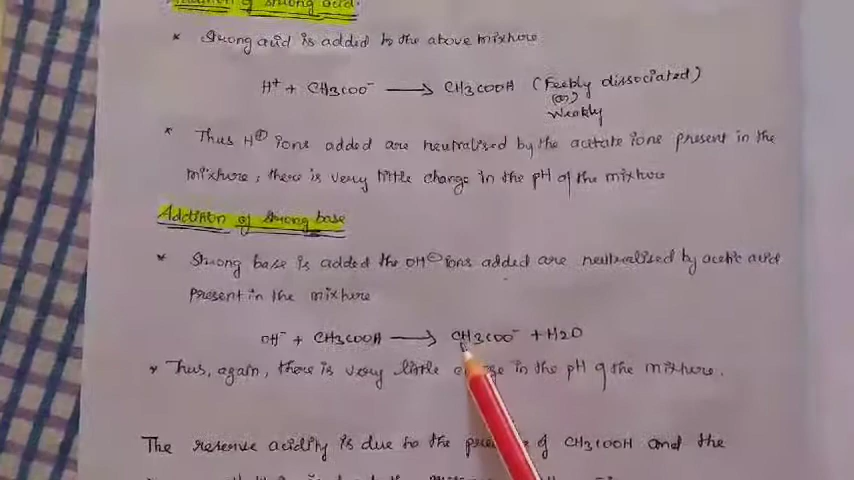 Addition of strong acid.
* Strong acid is added to the above mixture
H⁺ + CH3COO⁻ ⟶ CH3COOH (Feebly dissociated)
(or)
Weakly
* Thus H⊕ ions added are neutralised by the acetate ions present in the
mixture, there is very little change in the pH of the mixture
Addition of strong base
* Strong base is added the OH⊖ ions added are neutralised by acetic acid
present in the mixture
OH⁻ + CH3COOH ⟶ CH3COO⁻ + H2O
* Thus, again, there is very little in the pH of the mixture.
The reserve acidity is due to the of CH3COOH and the